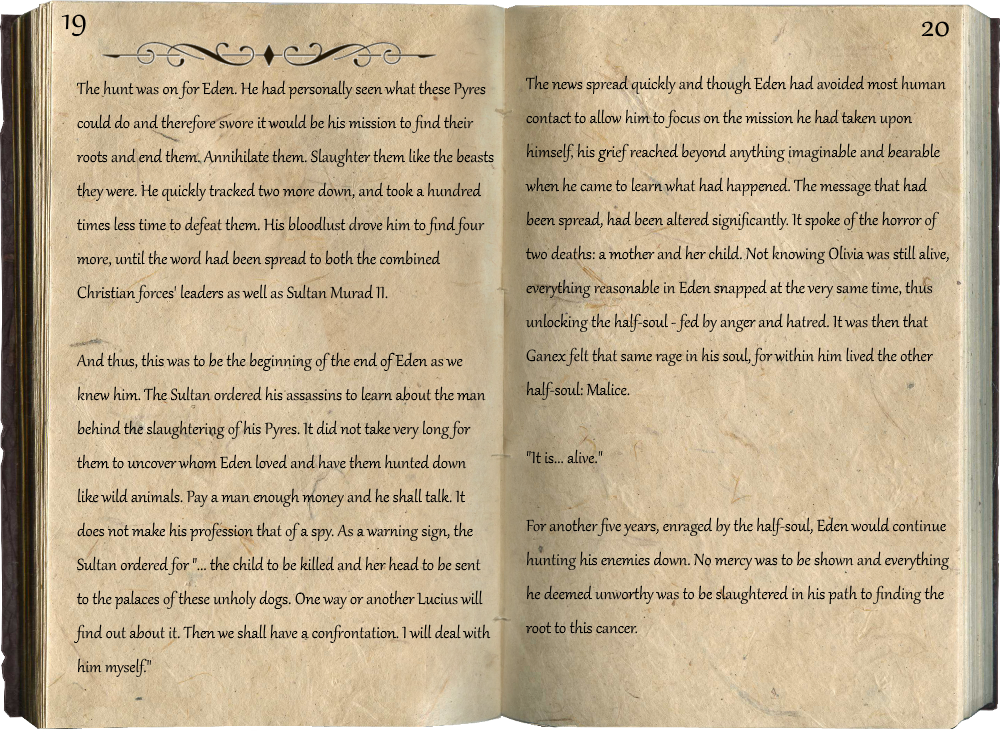 19
The hunt was on for Eden. He had personally seen what these Pyres
could do and therefore swore it would be his mission to find their
roots and end them. Annihilate them. Slaughter them like the beasts
they were. He quickly tracked two more down, and took a hundred
times less time to defeat them. His bloodlust drove him to find four
more, until the word had been spread to both the combined
Christian forces' leaders as well as Sultan Murad II.
And thus, this was to be the beginning of the end of Eden as we
knew him. The Sultan ordered his assassins to learn about the man
behind the slaughtering of his Pyres. It did not take very long for
them to uncover whom Eden loved and have them hunted down
like wild animals. Pay a man enough money and he shall talk. It
does not make his profession that of a spy. As a warning sign, the
Sultan ordered for "... the child to be killed and her head to be sent
to the palaces of these unholy dogs. One way or another Lucius will
find out about it. Then we shall have a confrontation. I will deal with
him myself."
20
The news spread quickly and though Eden had avoided most human
contact to allow him to focus on the mission he had taken upon
himself, his grief reached beyond anything imaginable and bearable
when he came to learn what had happened. The message that had
been spread, had been altered significantly. It spoke of the horror of
two deaths: a mother and her child. Not knowing Olivia was still alive,
everything reasonable in Eden snapped at the very same time, thus
unlocking the half-soul - fed by anger and hatred. It was then that
Ganex felt that same rage in his soul, for within him lived the other
half-soul: Malice.
"It is... alive."
For another five years, enraged by the half-soul, Eden would continue
hunting his enemies down. No mercy was to be shown and everything
he deemed unworthy was to be slaughtered in his path to finding the
root to this cancer.